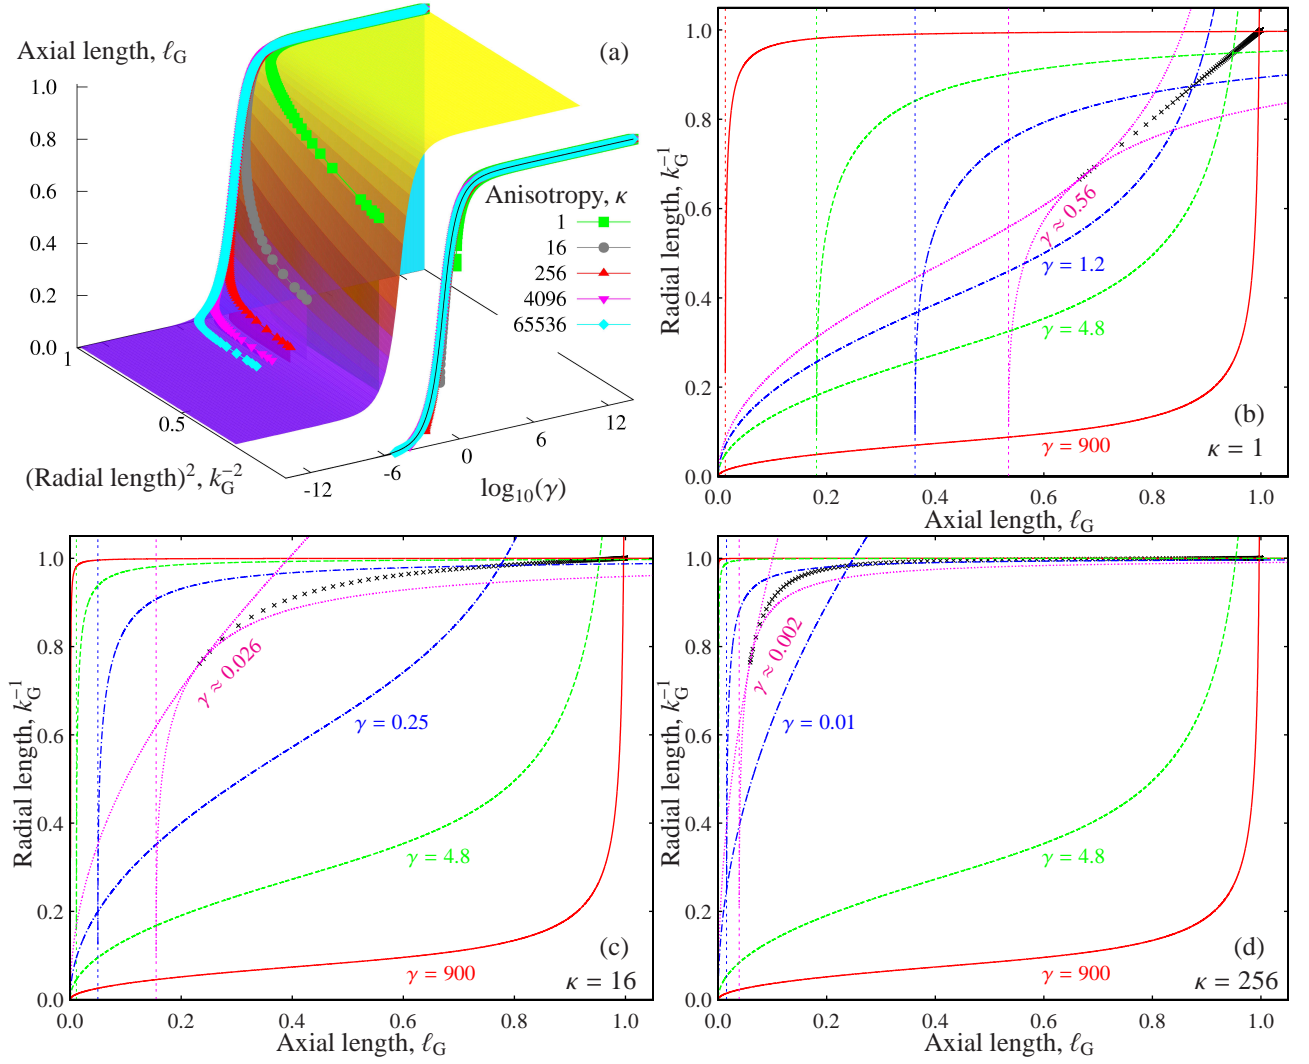 Axial length, ℓG
(a)
1.0
0.8
0.6
0.4
0.2
0.0
1
0.5
(Radial length)², kG⁻²
-12
-6
0
6
12
log10(γ)
Anisotropy, κ
1
16
256
4096
65536
Radial length, kG⁻¹
1.0
0.8
0.6
0.4
0.2
0.0
γ ≈ 0.56
γ = 1.2
γ = 4.8
γ = 900
(b)
κ = 1
0.0 0.2 0.4 0.6 0.8 1.0
Axial length, ℓG
Radial length, kG⁻¹
1.0
0.8
0.6
0.4
0.2
0.0
γ ≈ 0.026
γ = 0.25
γ = 4.8
γ = 900
(c)
κ = 16
0.0 0.2 0.4 0.6 0.8 1.0
Axial length, ℓG
Radial length, kG⁻¹
1.0
0.8
0.6
0.4
0.2
0.0
γ ≈ 0.002
γ = 0.01
γ = 4.8
γ = 900
(d)
κ = 256
0.0 0.2 0.4 0.6 0.8 1.0
Axial length, ℓG